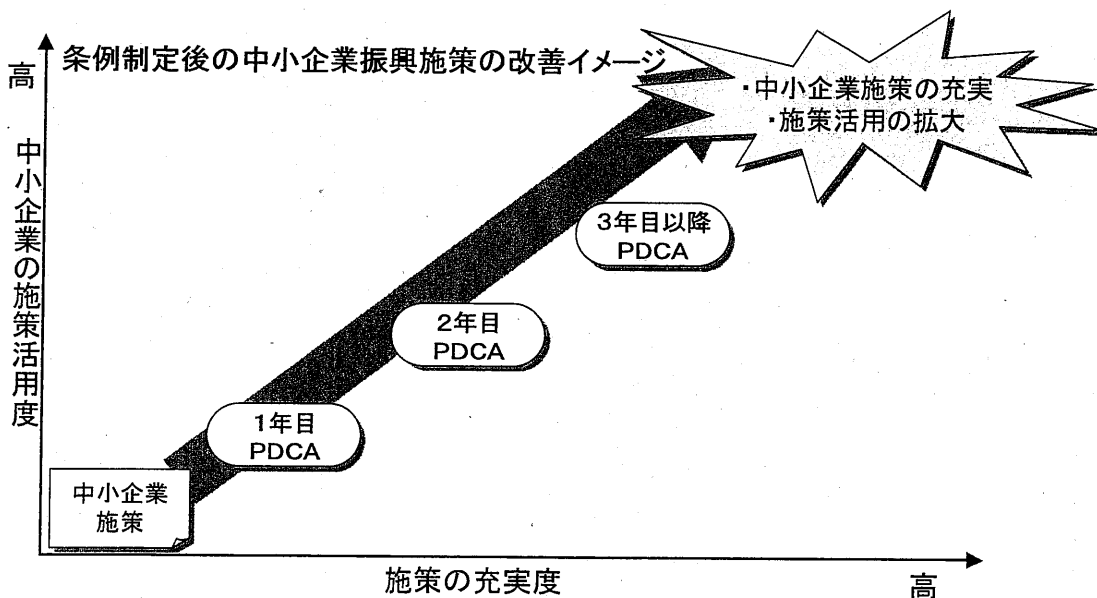 条例制定後の中小企業振興施策の改善イメージ
・中小企業施策の充実
・施策活用の拡大
高
中小企業の施策活用度
3年目以降
PDCA
2年目
PDCA
1年目
PDCA
中小企業
施策
施策の充実度
高